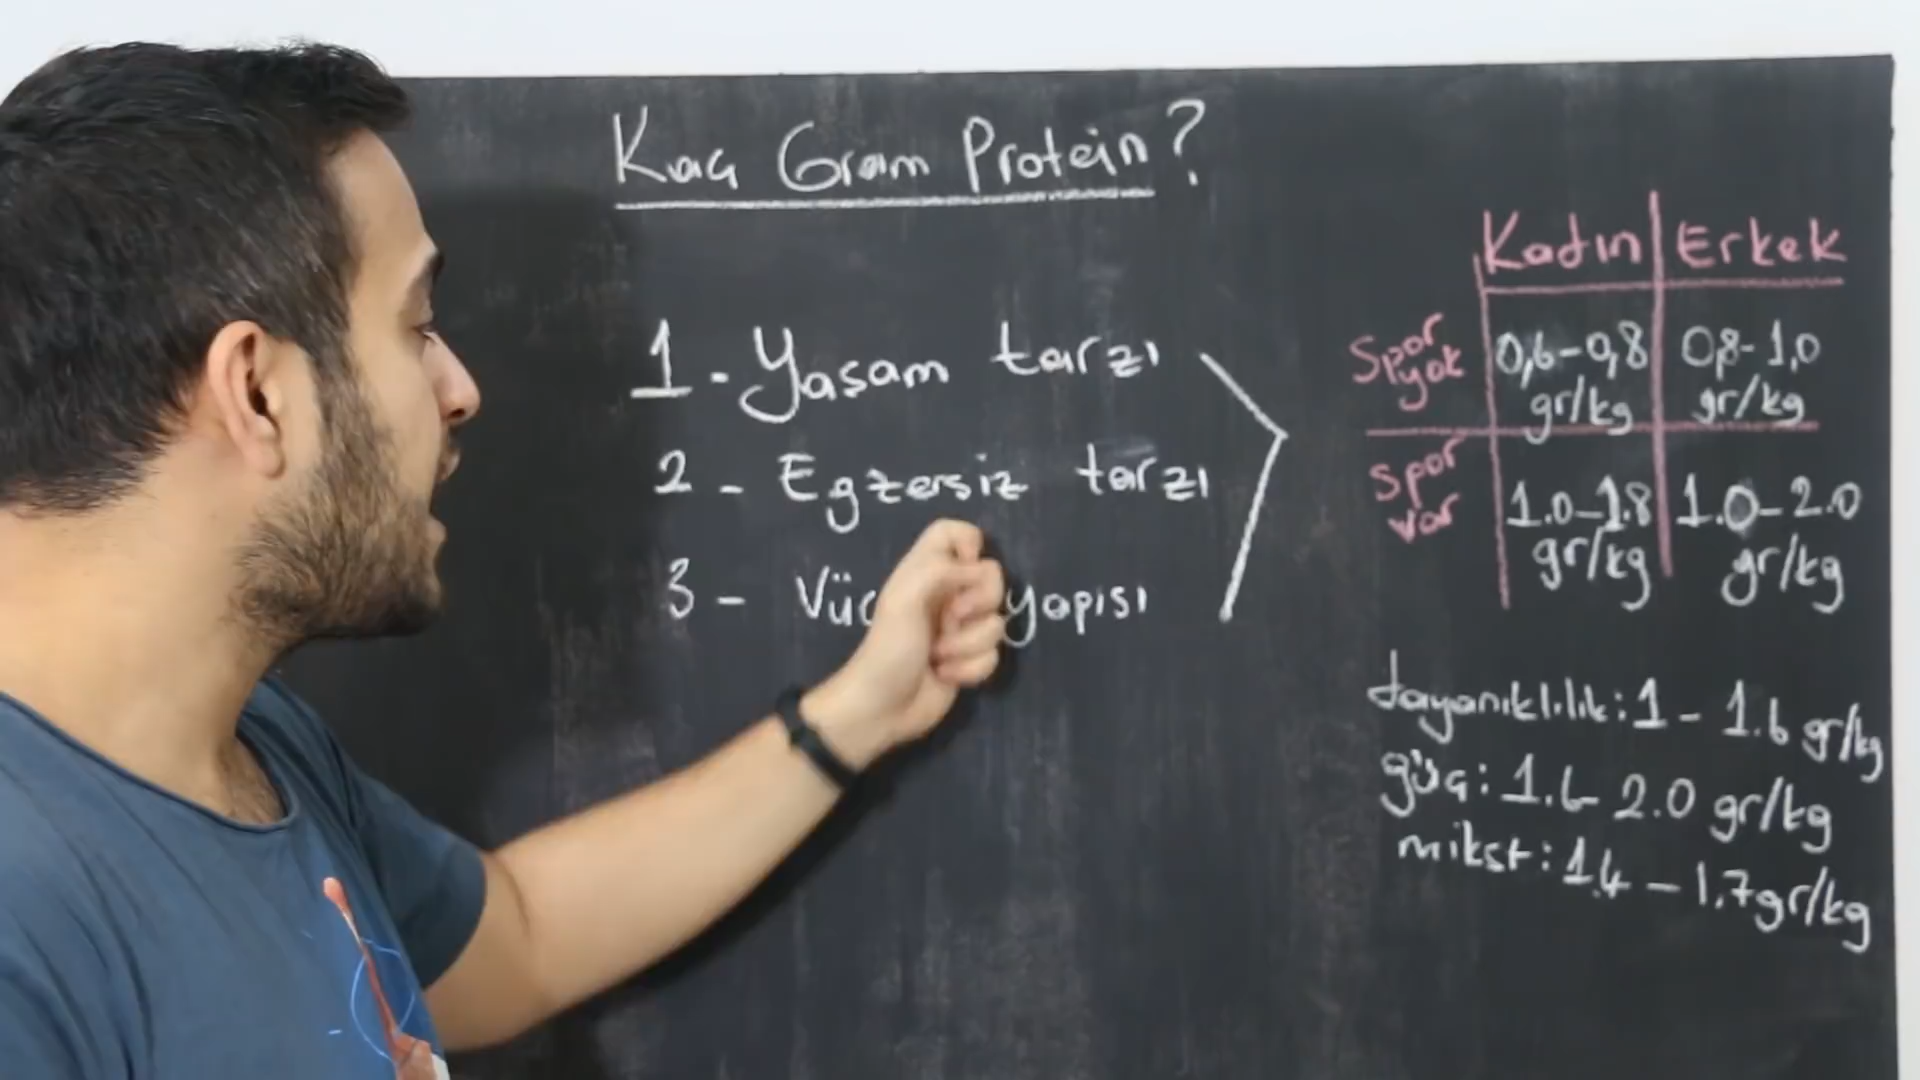 Kaç Gram Protein?
1 - Yaşam tarzı
2 - Egzersiz tarzı
3 - yapısı
Kadın Erkek
Spor yok 0,6-0,8 gr/kg 0,8-1,0 gr/kg
Spor var 1.0-1.8 gr/kg 1.0-2.0 gr/kg
dayanıklılık: 1 - 1.6 gr/kg
güç: 1.6 2.0 gr/kg
mikst: 1.4 - 1.7gr/kg